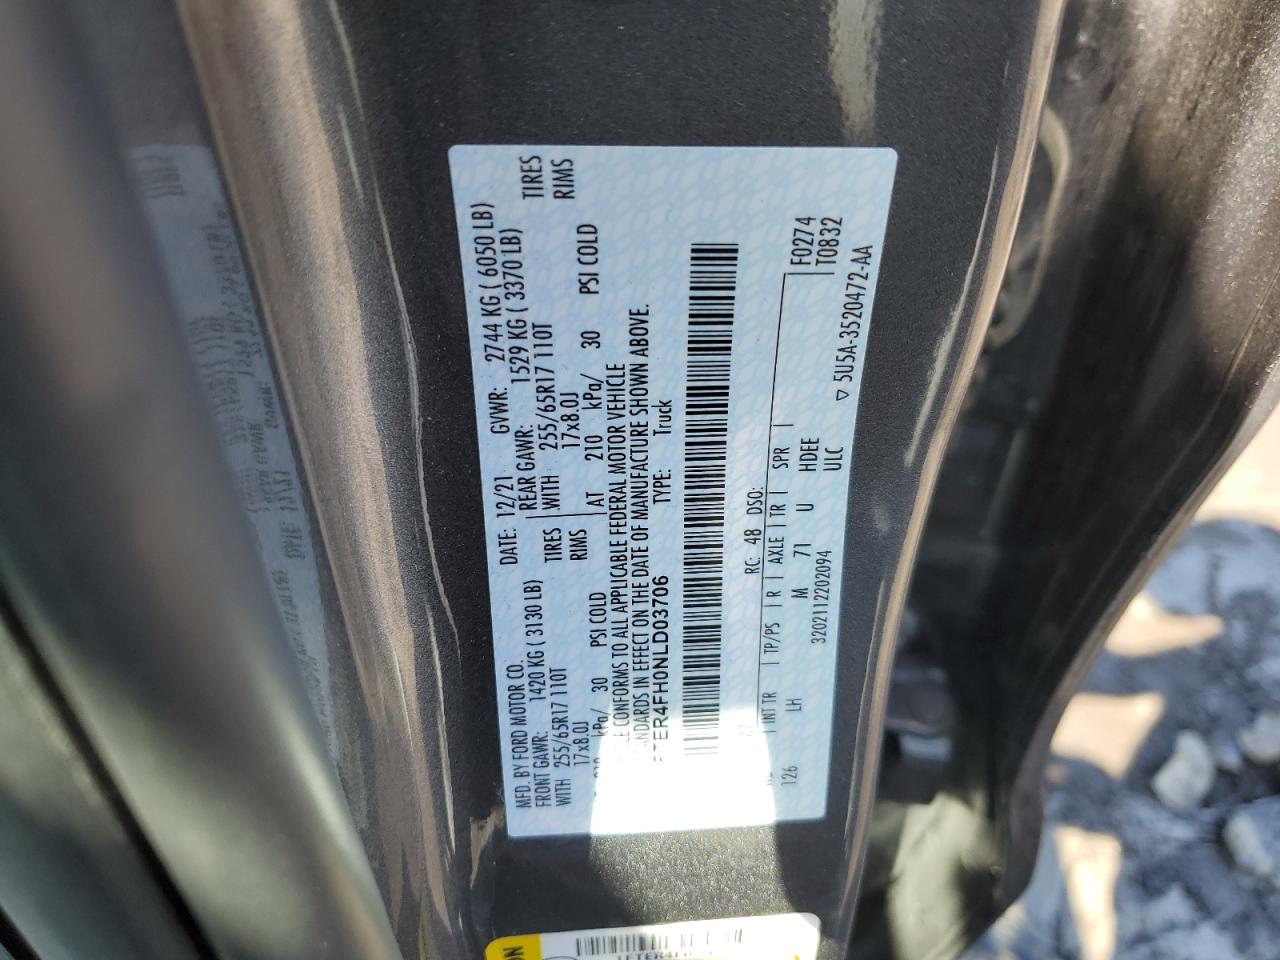 MFD. BY FORD MOTOR CO.
DATE: 12/21 GVWR: 2744 KG ( 6050 LB)
FRONT GAWR: 1420 KG ( 3130 LB)
REAR GAWR: 1529 KG ( 3370 LB)
WITH 255/65R17 110T TIRES
WITH 255/65R17 110T TIRES
17x8.0J RIMS
17x8.0J RIMS
kPa/ 30 PSI COLD
AT 210 kPa/ 30 PSI COLD
CONFORMS TO ALL APPLICABLE FEDERAL MOTOR VEHICLE
STANDARDS IN EFFECT ON THE DATE OF MANUFACTURE SHOWN ABOVE.
TER4FH0NLD03706 TYPE: Truck
RC: 48 DSO:
INT TR TP/PS R AXLE TR SPR F0274
126 LH M 71 U HDEE T0832
3202112202094 ULC
▽ 5U5A-3520472-AA